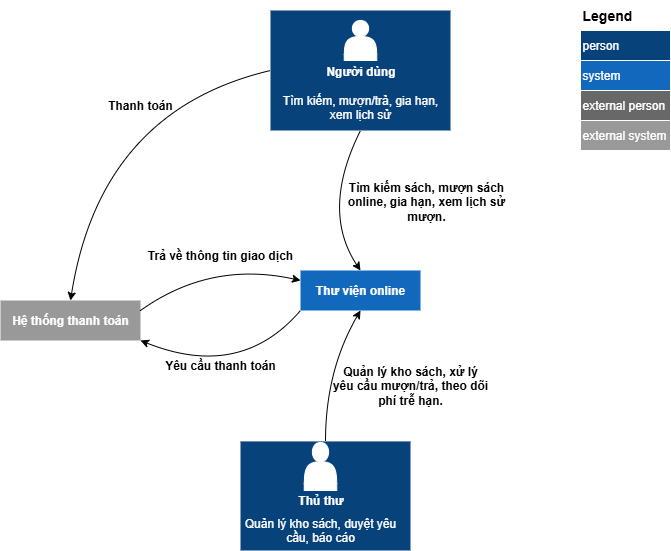 Legend
person
system
external person
external system
Người dùng
Tìm kiếm, mượn/trả, gia hạn,
xem lịch sử
Thanh toán
Tìm kiếm sách, mượn sách
online, gia hạn, xem lịch sử
mượn.
Trả về thông tin giao dịch
Thư viện online
Hệ thống thanh toán
Yêu cầu thanh toán
Quản lý kho sách, xử lý
yêu cầu mượn/trả, theo dõi
phí trễ hạn.
Thủ thư
Quản lý kho sách, duyệt yêu
cầu, báo cáo